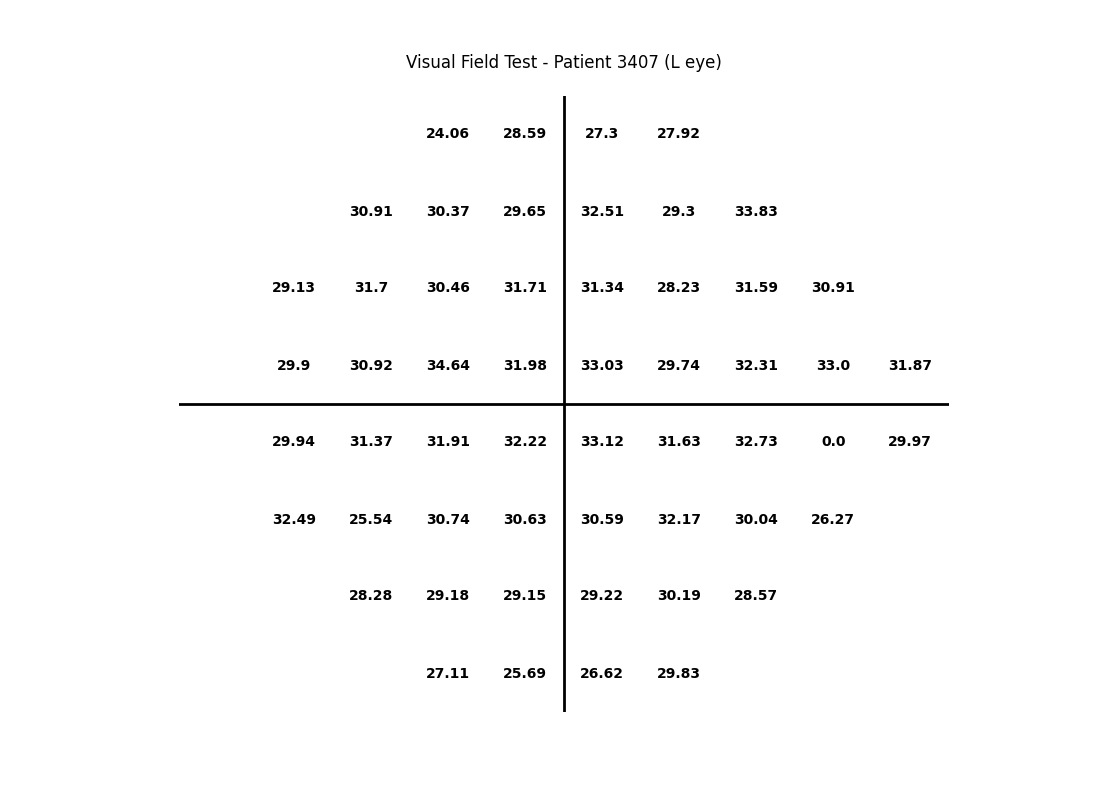 Visual Field Test - Patient 3407 (L eye)
24.06 28.59 27.3 27.92
30.91 30.37 29.65 32.51 29.3 33.83
29.13 31.7 30.46 31.71 31.34 28.23 31.59 30.91
29.9 30.92 34.64 31.98 33.03 29.74 32.31 33.0 31.87
29.94 31.37 31.91 32.22 33.12 31.63 32.73 0.0 29.97
32.49 25.54 30.74 30.63 30.59 32.17 30.04 26.27
28.28 29.18 29.15 29.22 30.19 28.57
27.11 25.69 26.62 29.83